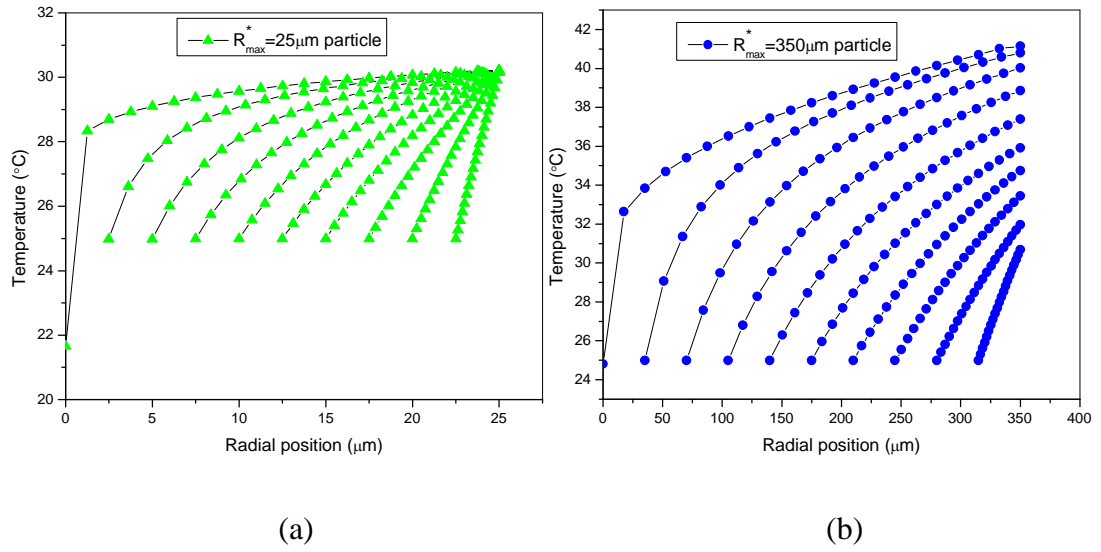 R*max=25μm particle
Temperature (°C)
32
30
28
26
24
22
20
0 5 10 15 20 25
Radial position (μm)
(a)
R*max=350μm particle
Temperature (°C)
42
40
38
36
34
32
30
28
26
24
0 50 100 150 200 250 300 350 400
Radial position (μm)
(b)